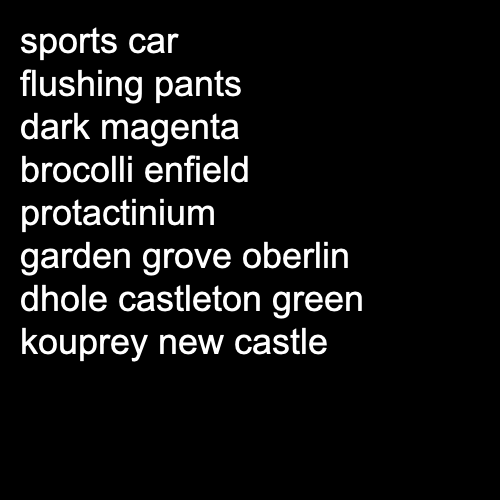 sports car
flushing pants
dark magenta
brocolli enfield
protactinium
garden grove oberlin
dhole castleton green
kouprey new castle